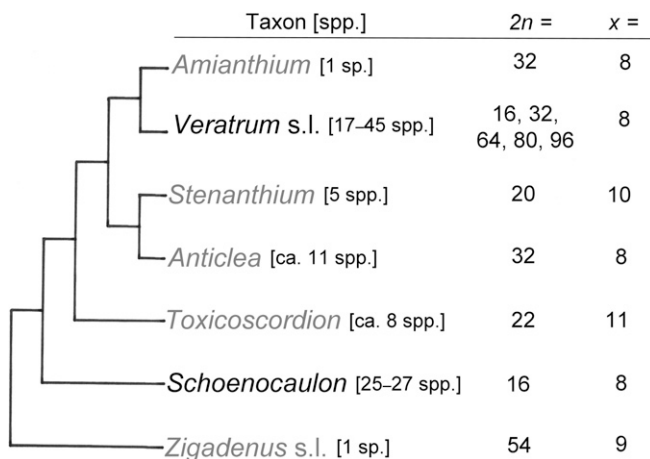 Taxon [spp.] 2n = x =
Amianthium [1 sp.] 32 8
Veratrum s.l. [17–45 spp.] 16, 32, 8
64, 80, 96
Stenanthium [5 spp.] 20 10
Anticlea [ca. 11 spp.] 32 8
Toxicoscordion [ca. 8 spp.] 22 11
Schoenocaulon [25–27 spp.] 16 8
Zigadenus s.l. [1 sp.] 54 9